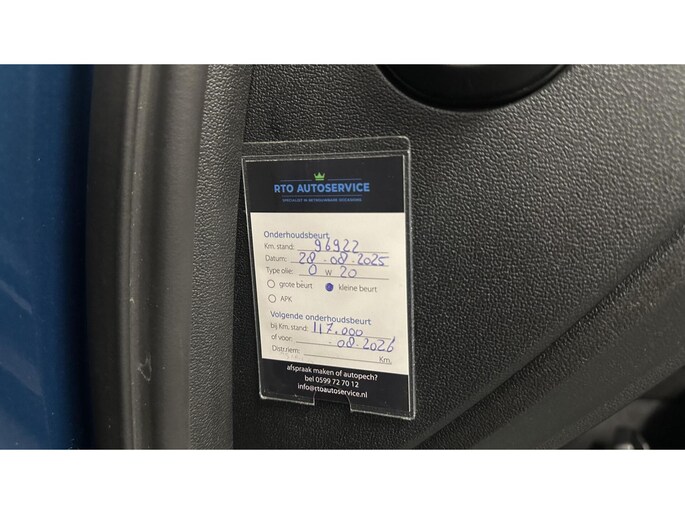 RTO AUTOSERVICE
SPECIALIST IN BETROUWBARE OCCASIONS
Onderhoudsbeurt
Km. stand: 96922
Datum: 28-08-2025
Type olie: 0 W 20
grote beurt kleine beurt
APK
Volgende onderhoudsbeurt
bij Km. stand: 117.000
of voor: -08-2026
Distr.riem: Km.
afspraak maken of autopech?
bel 0599 72 70 12
info@rtoautoservice.nl